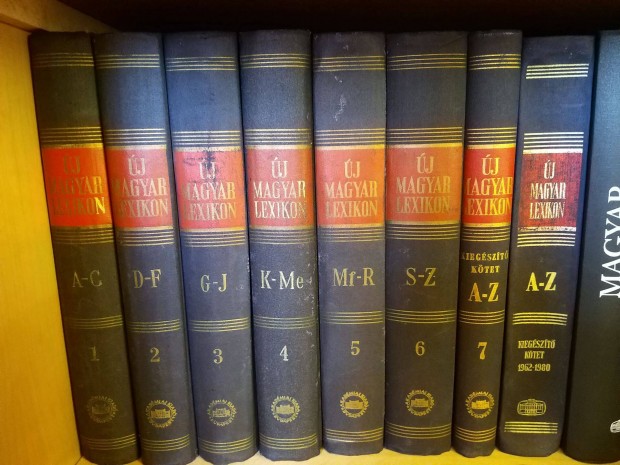 ÚJ
MAGYAR
LEXIKON
A-C
1
ÚJ
MAGYAR
LEXIKON
D-F
2
ÚJ
MAGYAR
LEXIKON
G-J
3
ÚJ
MAGYAR
LEXIKON
K-Me
4
ÚJ
MAGYAR
LEXIKON
Mf-R
5
ÚJ
MAGYAR
LEXIKON
S-Z
6
ÚJ
MAGYAR
LEXIKON
KIEGÉSZÍTŐ
KÖTET
A-Z
7
ÚJ
MAGYAR
LEXIKON
A-Z
KIEGÉSZÍTŐ
KÖTET
1962-1980
MAGYAR